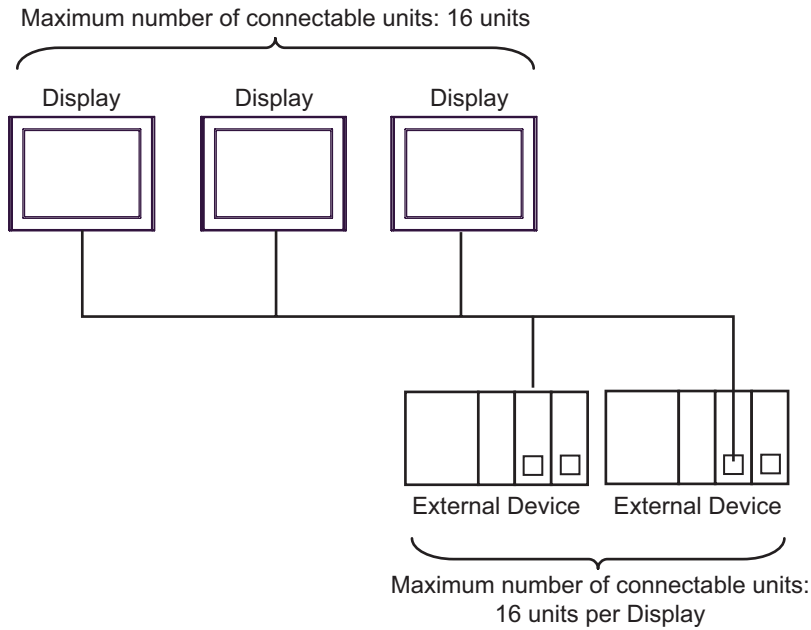 Maximum number of connectable units: 16 units
Display
Display
Display
External Device
External Device
Maximum number of connectable units:
16 units per Display